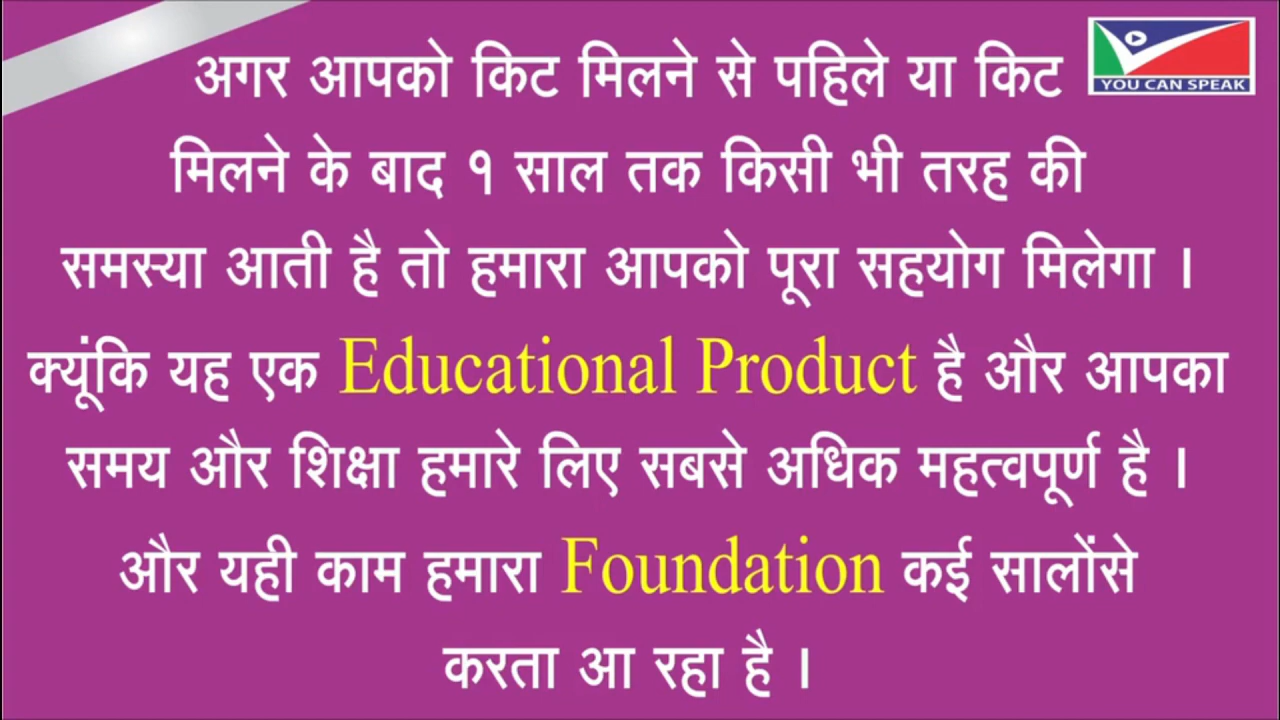 अगर आपको किट मिलने से पहिले या किट
YOU CAN SPEAK
मिलने के बाद १ साल तक किसी भी तरह की
समस्या आती है तो हमारा आपको पूरा सहयोग मिलेगा ।
क्यूंकि यह एक Educational Product है और आपका
समय और शिक्षा हमारे लिए सबसे अधिक महत्वपूर्ण है ।
और यही काम हमारा Foundation कई सालोंसे
करता आ रहा है ।